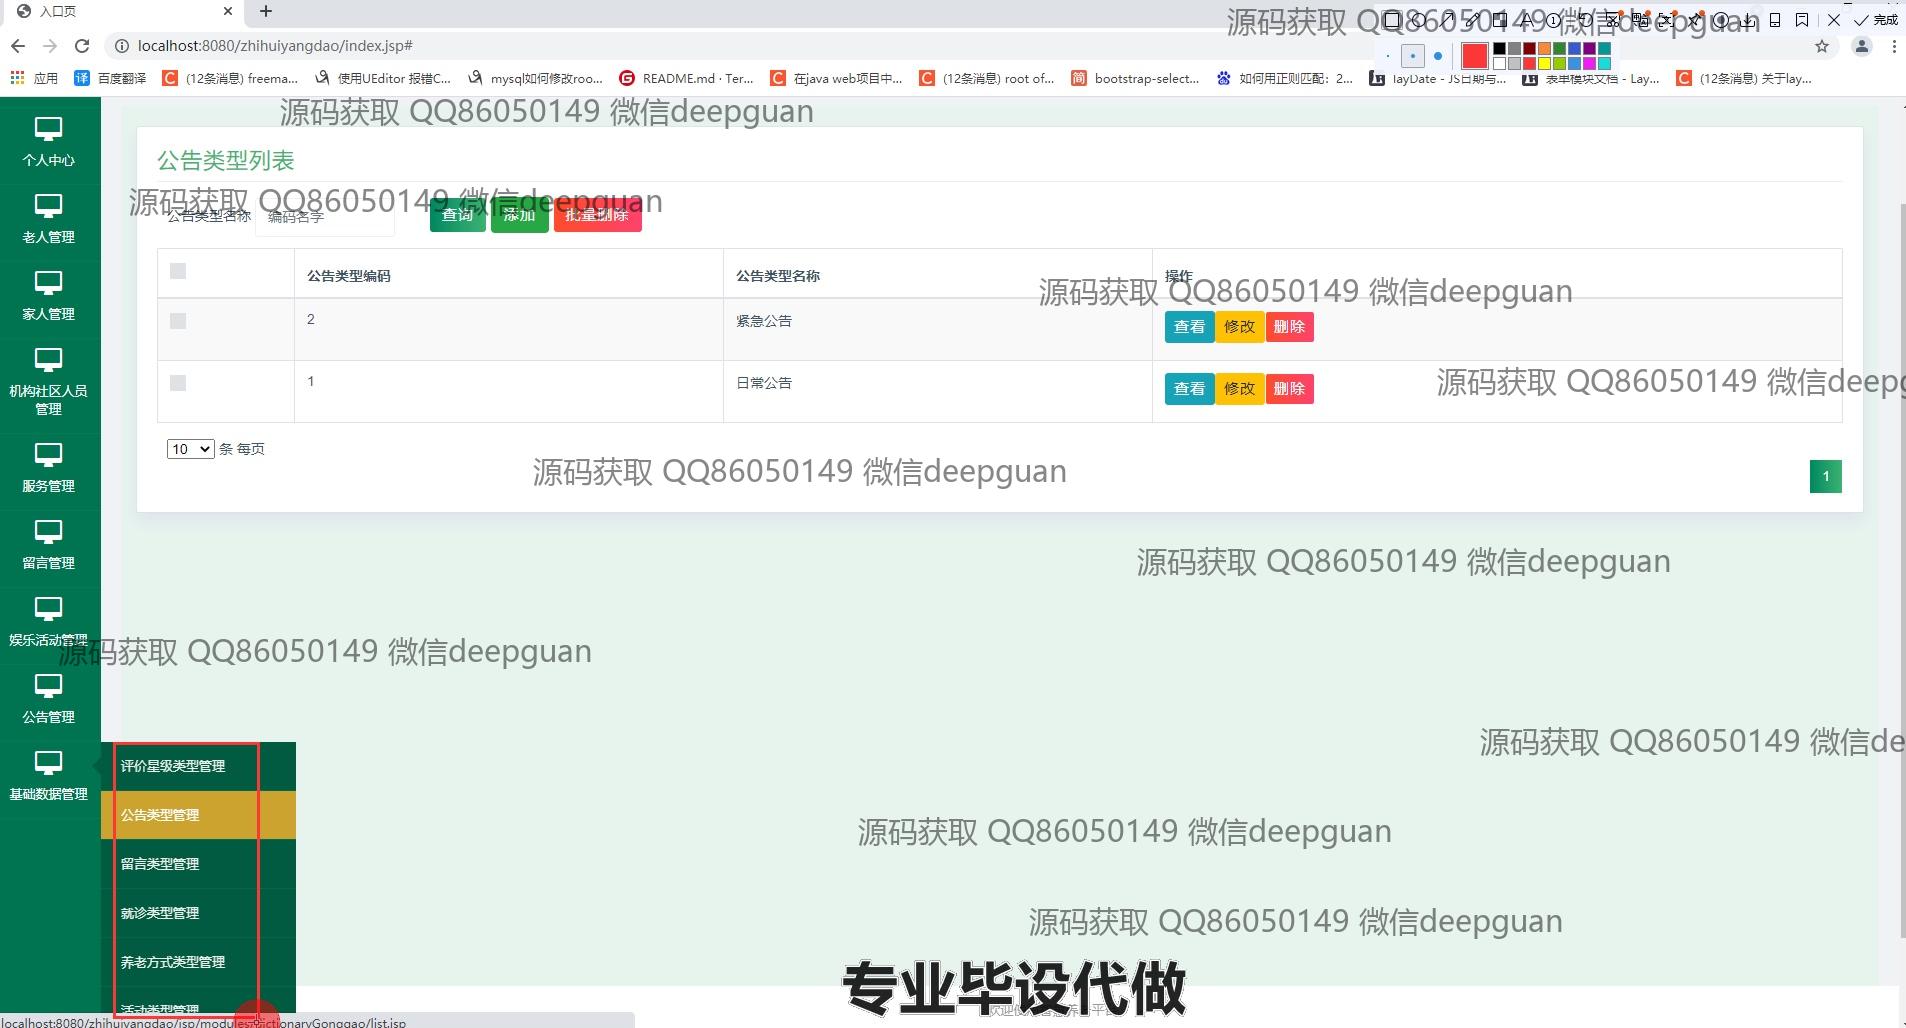 入口页
源码获取 QQ86050149 微信deepguan
完成
localhost:8080/zhihuiyangdao/index.jsp#
应用
百度翻译
(12条消息) freema...
使用UEditor 报错C...
mysql如何修改roo...
README.md · Ter...
在java web项目中...
(12条消息) root of...
bootstrap-select...
如何用正则匹配：2...
layDate - JS日期与...
表单模块文档 - Lay...
(12条消息) 关于lay...
源码获取 QQ86050149 微信deepguan
个人中心
公告类型列表
源码获取 QQ86050149 微信deepguan
公告类型名称
编码名字
查询
添加
批量删除
老人管理
公告类型编码
公告类型名称
操作
源码获取 QQ86050149 微信deepguan
家人管理
2
紧急公告
查看
修改
删除
机构社区人员
管理
1
日常公告
查看
修改
删除
源码获取 QQ86050149 微信deepg
10
条 每页
源码获取 QQ86050149 微信deepguan
1
服务管理
留言管理
源码获取 QQ86050149 微信deepguan
娱乐活动管理
源码获取 QQ86050149 微信deepguan
公告管理
源码获取 QQ86050149 微信de
基础数据管理
评价星级类型管理
公告类型管理
源码获取 QQ86050149 微信deepguan
留言类型管理
就诊类型管理
源码获取 QQ86050149 微信deepguan
养老方式类型管理
专业毕设代做
活动类型管理
localhost:8080/zhihuiyangdao/jsp/modules/dictionaryGonggao/list.jsp